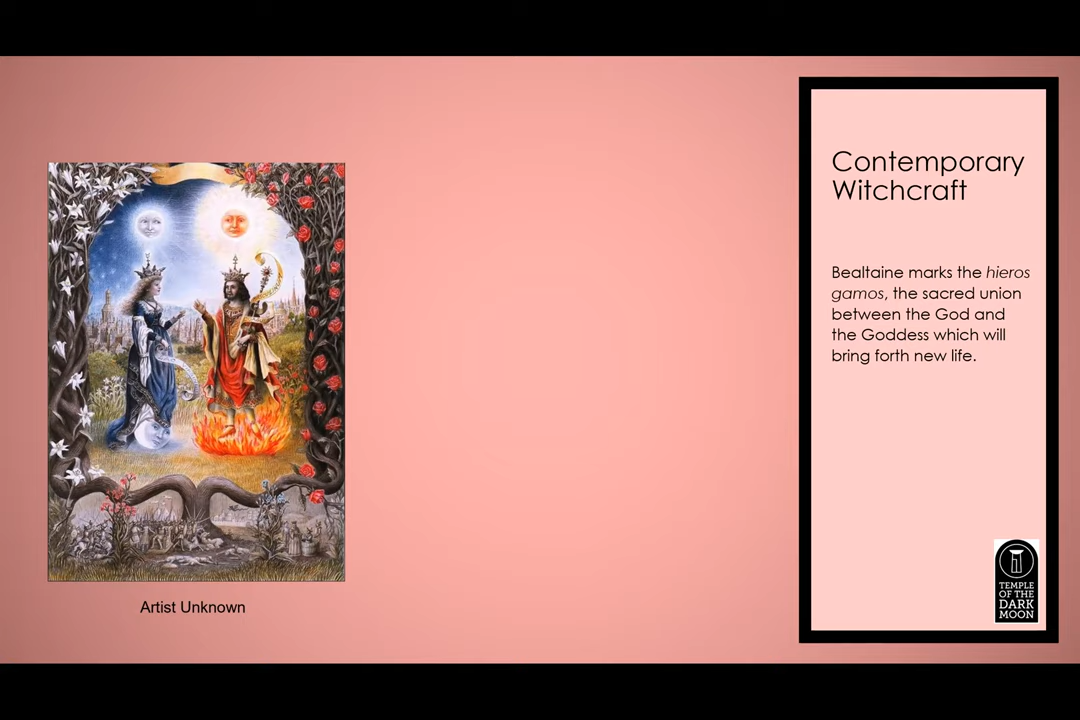 Contemporary
Witchcraft
Bealtaine marks the hieros
gamos, the sacred union
between the God and
the Goddess which will
bring forth new life.
Artist Unknown
TEMPLE
OF THE
DARK
MOON